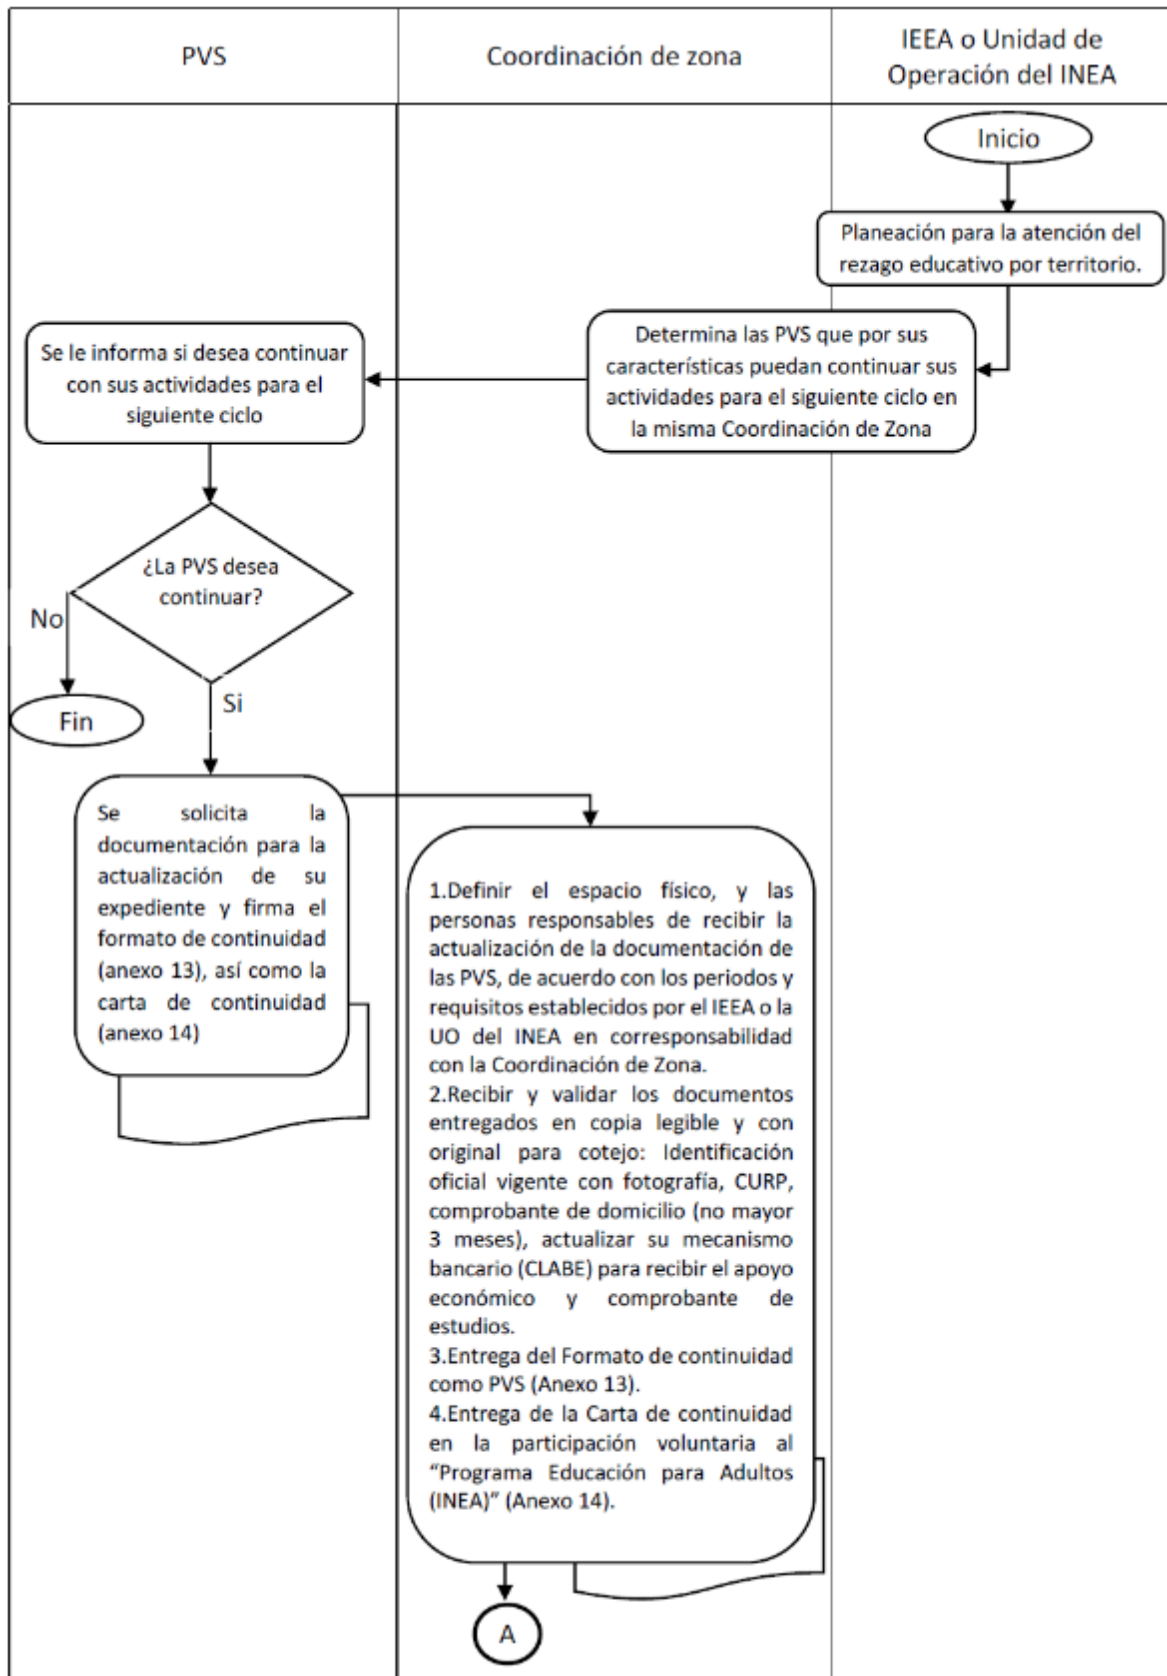 PVS
Coordinación de zona
IEEA o Unidad de
Operación del INEA
Inicio
Planeación para la atención del
rezago educativo por territorio.
Determina las PVS que por sus
características puedan continuar sus
actividades para el siguiente ciclo en
la misma Coordinación de Zona
Se le informa si desea continuar
con sus actividades para el
siguiente ciclo
¿La PVS desea
continuar?
No
Fin
Si
Se solicita la
documentación para la
actualización de su
expediente y firma el
formato de continuidad
(anexo 13), así como la
carta de continuidad
(anexo 14)
1.Definir el espacio físico, y las
personas responsables de recibir la
actualización de la documentación de
las PVS, de acuerdo con los periodos y
requisitos establecidos por el IEEA o la
UO del INEA en corresponsabilidad
con la Coordinación de Zona.
2.Recibir y validar los documentos
entregados en copia legible y con
original para cotejo: Identificación
oficial vigente con fotografía, CURP,
comprobante de domicilio (no mayor
3 meses), actualizar su mecanismo
bancario (CLABE) para recibir el apoyo
económico y comprobante de
estudios.
3.Entrega del Formato de continuidad
como PVS (Anexo 13).
4.Entrega de la Carta de continuidad
en la participación voluntaria al
“Programa Educación para Adultos
(INEA)” (Anexo 14).
A